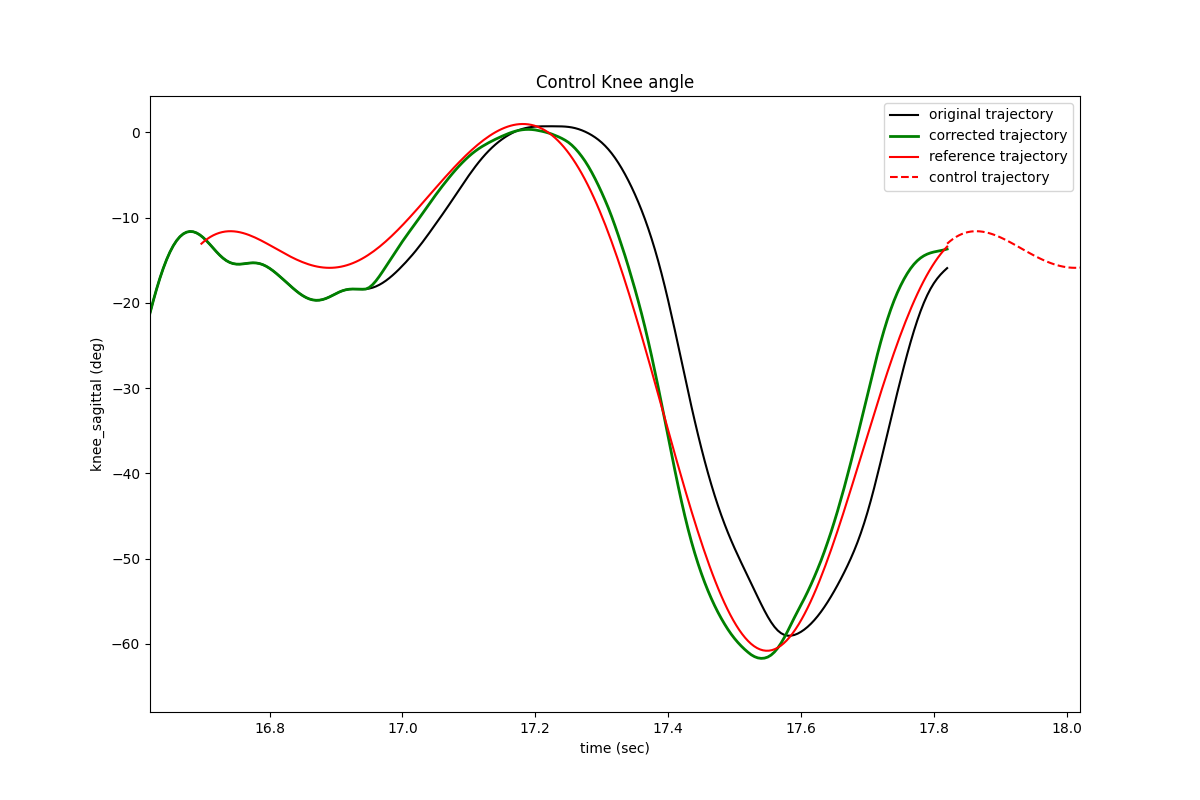 Control Knee angle
original trajectory
corrected trajectory
reference trajectory
control trajectory
knee_sagittal (deg)
0
−10
−20
−30
−40
−50
−60
16.8 17.0 17.2 17.4 17.6 17.8 18.0
time (sec)